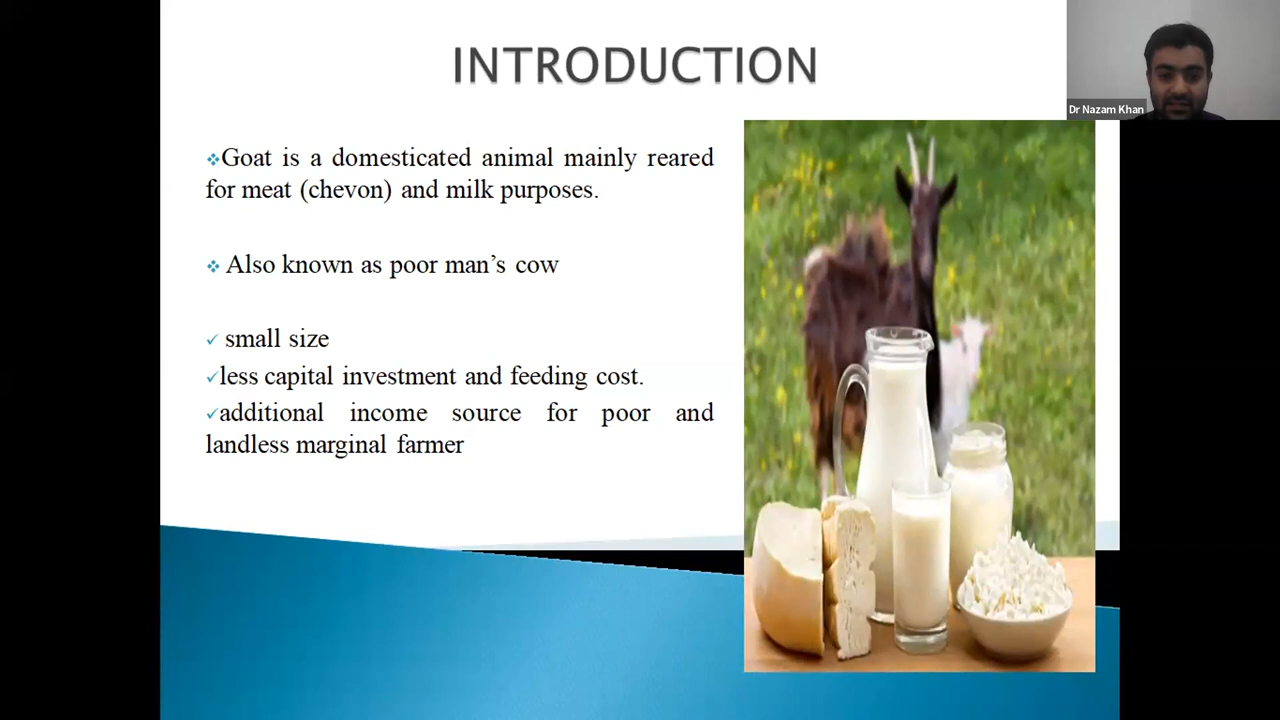 INTRODUCTION
Dr Nazam Khan
❖Goat is a domesticated animal mainly reared
for meat (chevon) and milk purposes.
❖ Also known as poor man’s cow
✓ small size
✓less capital investment and feeding cost.
✓additional income source for poor and
landless marginal farmer